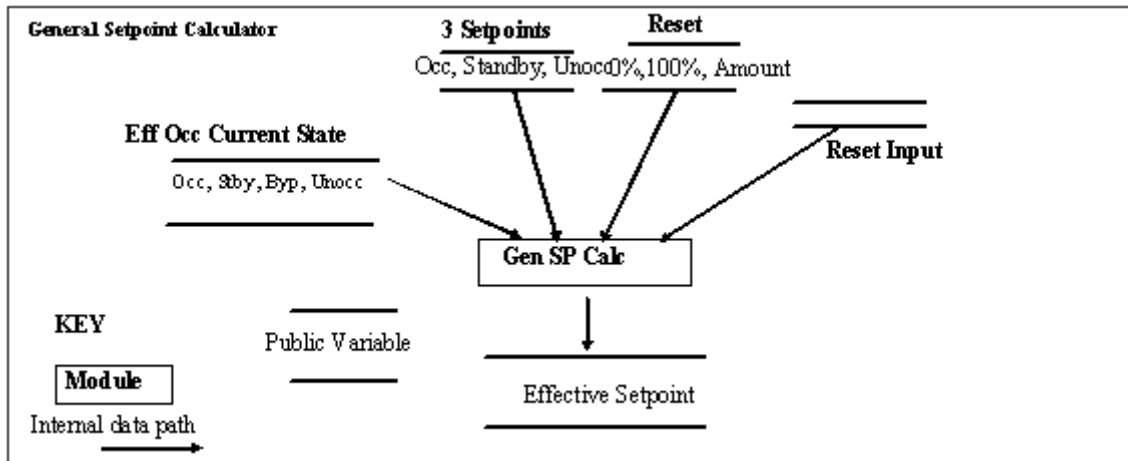 General Setpoint Calculator
3 Setpoints
Reset
Occ, Standby, Unocc
0%,100%, Amount
Eff Occ Current State
Reset Input
Occ, Stby, Byp, Unocc
Gen SP Calc
KEY
Public Variable
Module
Effective Setpoint
Internal data path